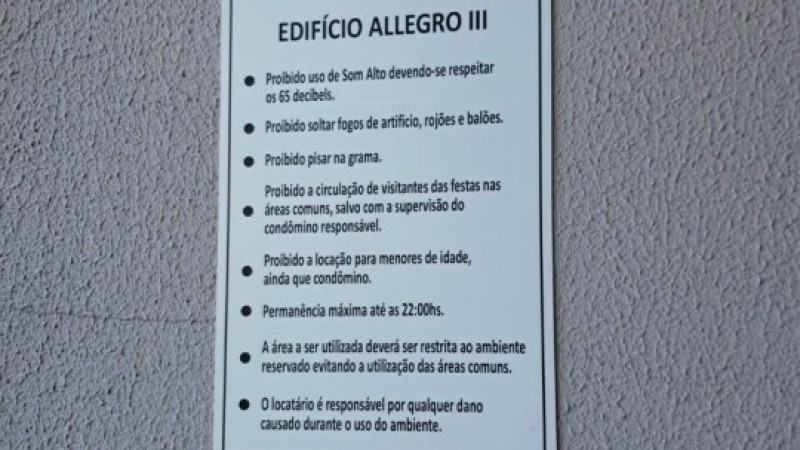 EDIFÍCIO ALLEGRO III
● Proibido uso de Som Alto devendo-se respeitar
os 65 decibels.
● Proibido soltar fogos de artificio, rojões e balões.
● Proibido pisar na grama.
Proibido a circulação de visitantes das festas nas
● áreas comuns, salvo com a supervisão do
condômino responsável.
● Proibido a locação para menores de idade,
ainda que condômino.
● Permanência máxima até as 22:00hs.
● A área a ser utilizada deverá ser restrita ao ambiente
reservado evitando a utilização das áreas comuns.
● O locatário é responsável por qualquer dano
causado durante o uso do ambiente.